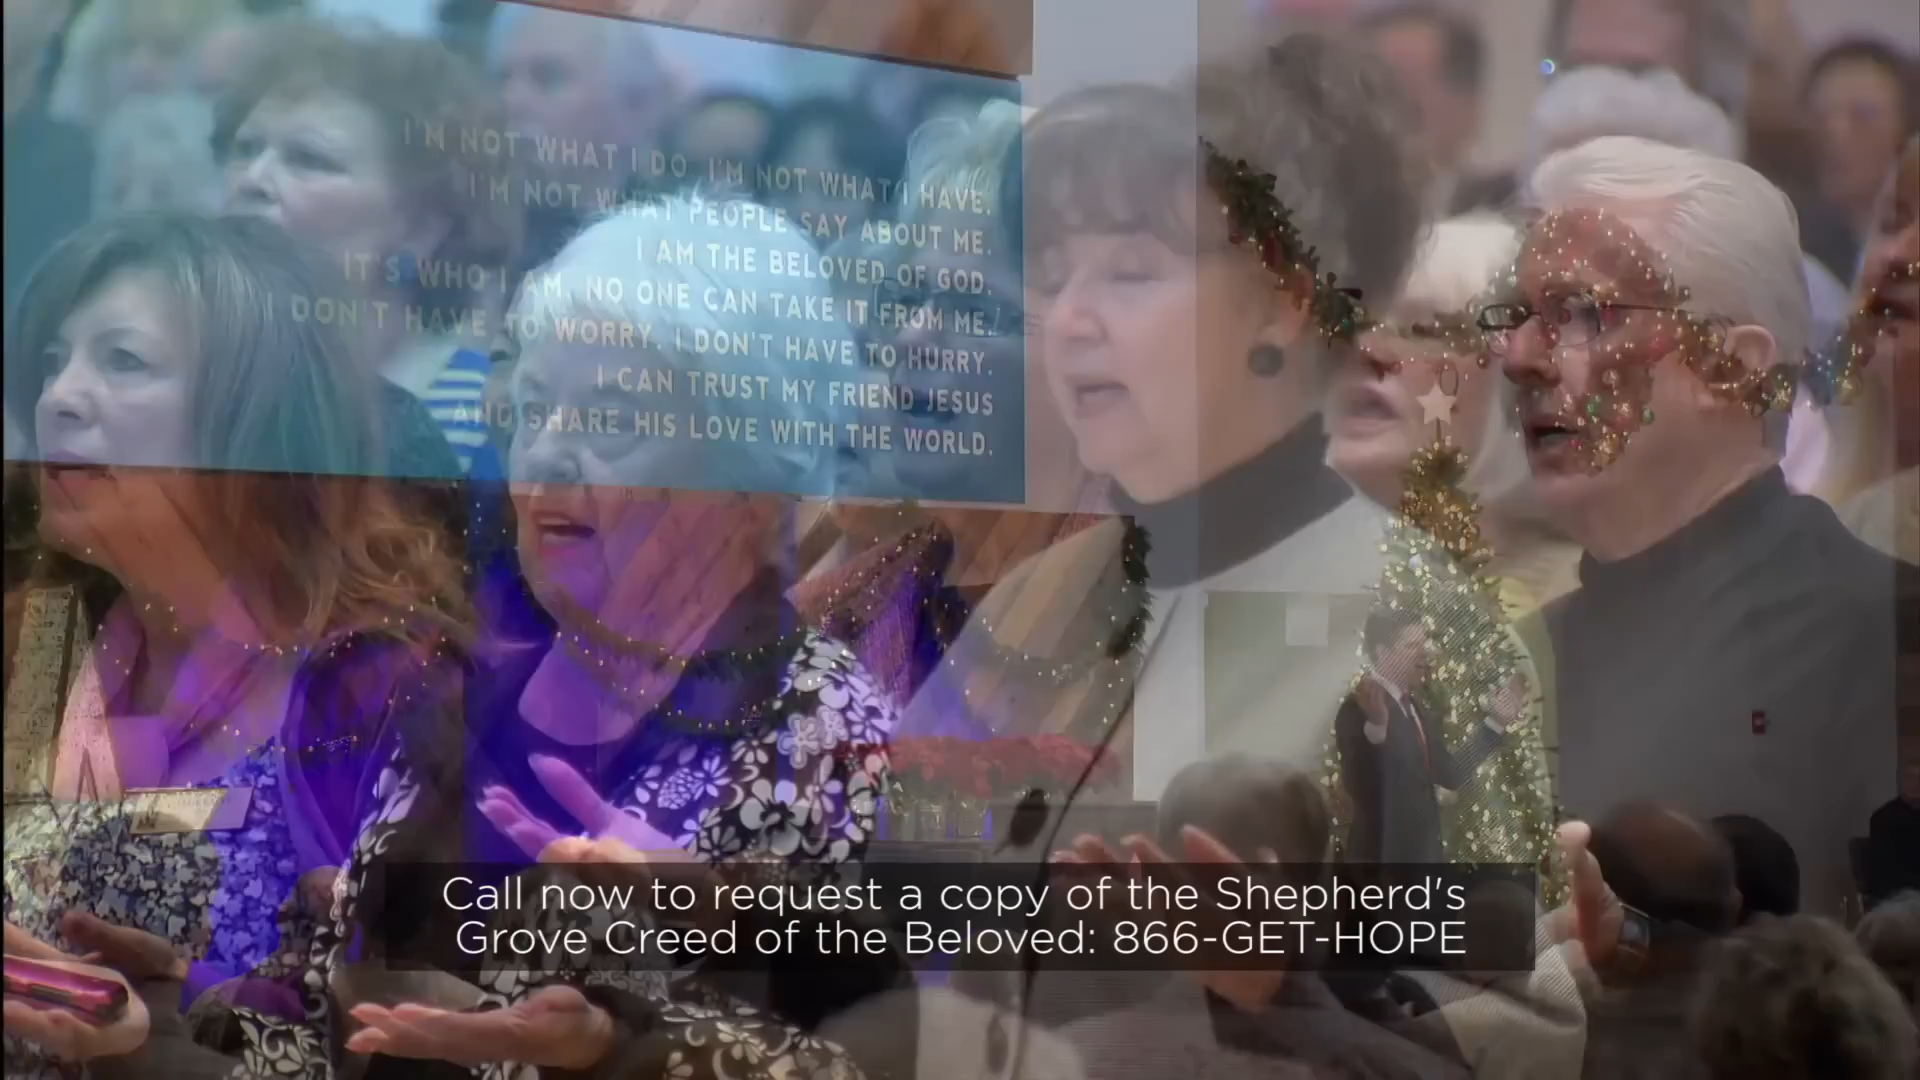 I'M NOT WHAT I DO. I'M NOT WHAT I HAVE.
I'M NOT WHAT PEOPLE SAY ABOUT ME.
I AM THE BELOVED OF GOD.
IT'S WHO I AM. NO ONE CAN TAKE IT FROM ME.
I DON'T HAVE TO WORRY. I DON'T HAVE TO HURRY.
I CAN TRUST MY FRIEND JESUS
AND SHARE HIS LOVE WITH THE WORLD.
Call now to request a copy of the Shepherd's
Grove Creed of the Beloved: 866-GET-HOPE